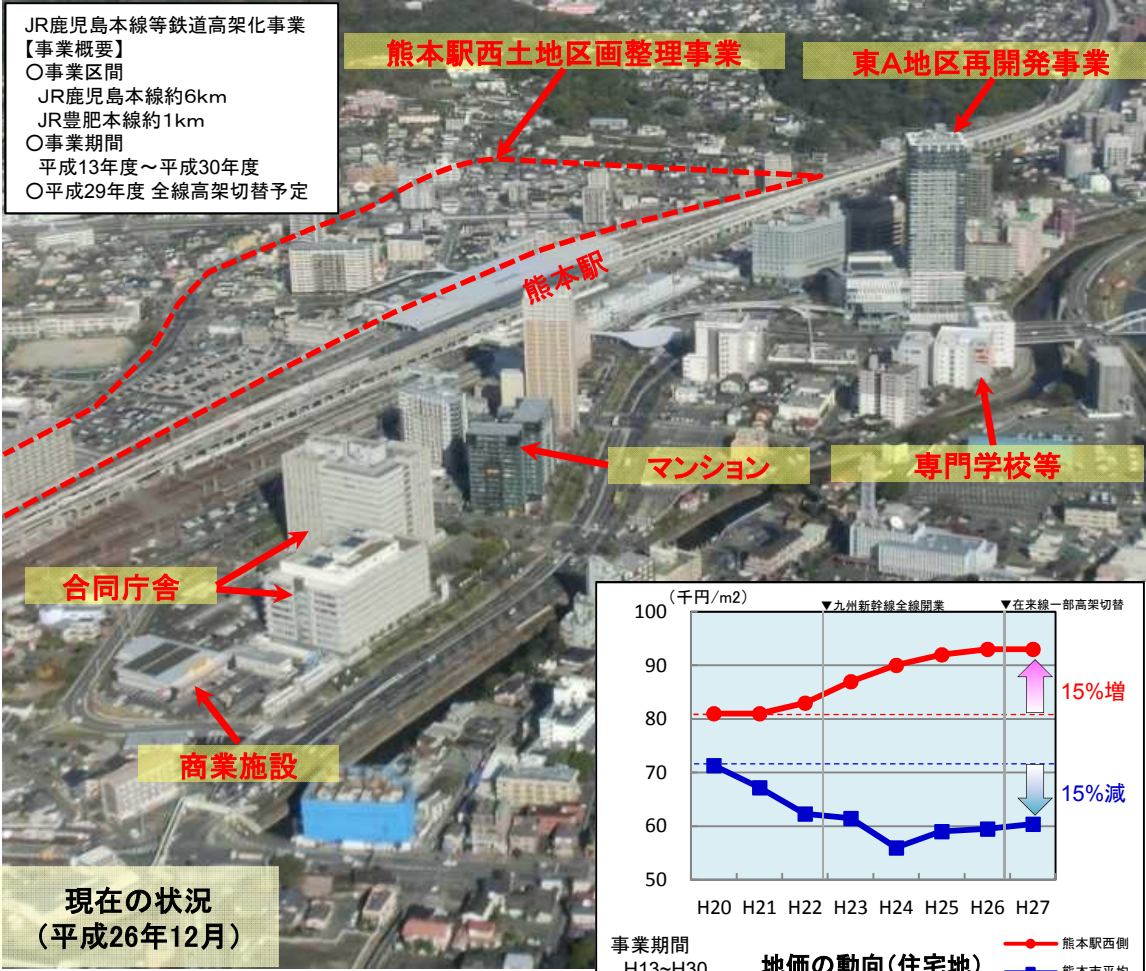 JR鹿児島本線等鉄道高架化事業
【事業概要】
○事業区間
JR鹿児島本線約6km
JR豊肥本線約1km
○事業期間
平成13年度～平成30年度
○平成29年度 全線高架切替予定
熊本駅西土地区画整理事業
東A地区再開発事業
熊本駅
マンション
専門学校等
合同庁舎
商業施設
現在の状況
(平成26年12月)
(千円/m2)
▼九州新幹線全線開業
▼在来線一部高架切替
100
90
80
70
60
50
15%増
15%減
H20 H21 H22 H23 H24 H25 H26 H27
事業期間
H13~H30
地価の動向(住宅地)
熊本駅西側
熊本市平均